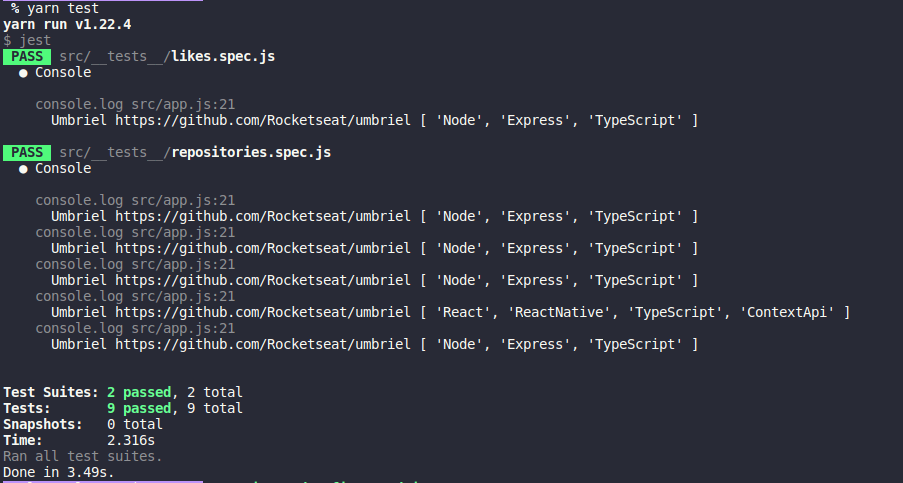 % yarn test
yarn run v1.22.4
$ jest
PASS src/__tests__/likes.spec.js
● Console
console.log src/app.js:21
Umbriel https://github.com/Rocketseat/umbriel [ 'Node', 'Express', 'TypeScript' ]
PASS src/__tests__/repositories.spec.js
● Console
console.log src/app.js:21
Umbriel https://github.com/Rocketseat/umbriel [ 'Node', 'Express', 'TypeScript' ]
console.log src/app.js:21
Umbriel https://github.com/Rocketseat/umbriel [ 'Node', 'Express', 'TypeScript' ]
console.log src/app.js:21
Umbriel https://github.com/Rocketseat/umbriel [ 'Node', 'Express', 'TypeScript' ]
console.log src/app.js:21
Umbriel https://github.com/Rocketseat/umbriel [ 'React', 'ReactNative', 'TypeScript', 'ContextApi' ]
console.log src/app.js:21
Umbriel https://github.com/Rocketseat/umbriel [ 'Node', 'Express', 'TypeScript' ]
Test Suites: 2 passed, 2 total
Tests: 9 passed, 9 total
Snapshots: 0 total
Time: 2.316s
Ran all test suites.
Done in 3.49s.